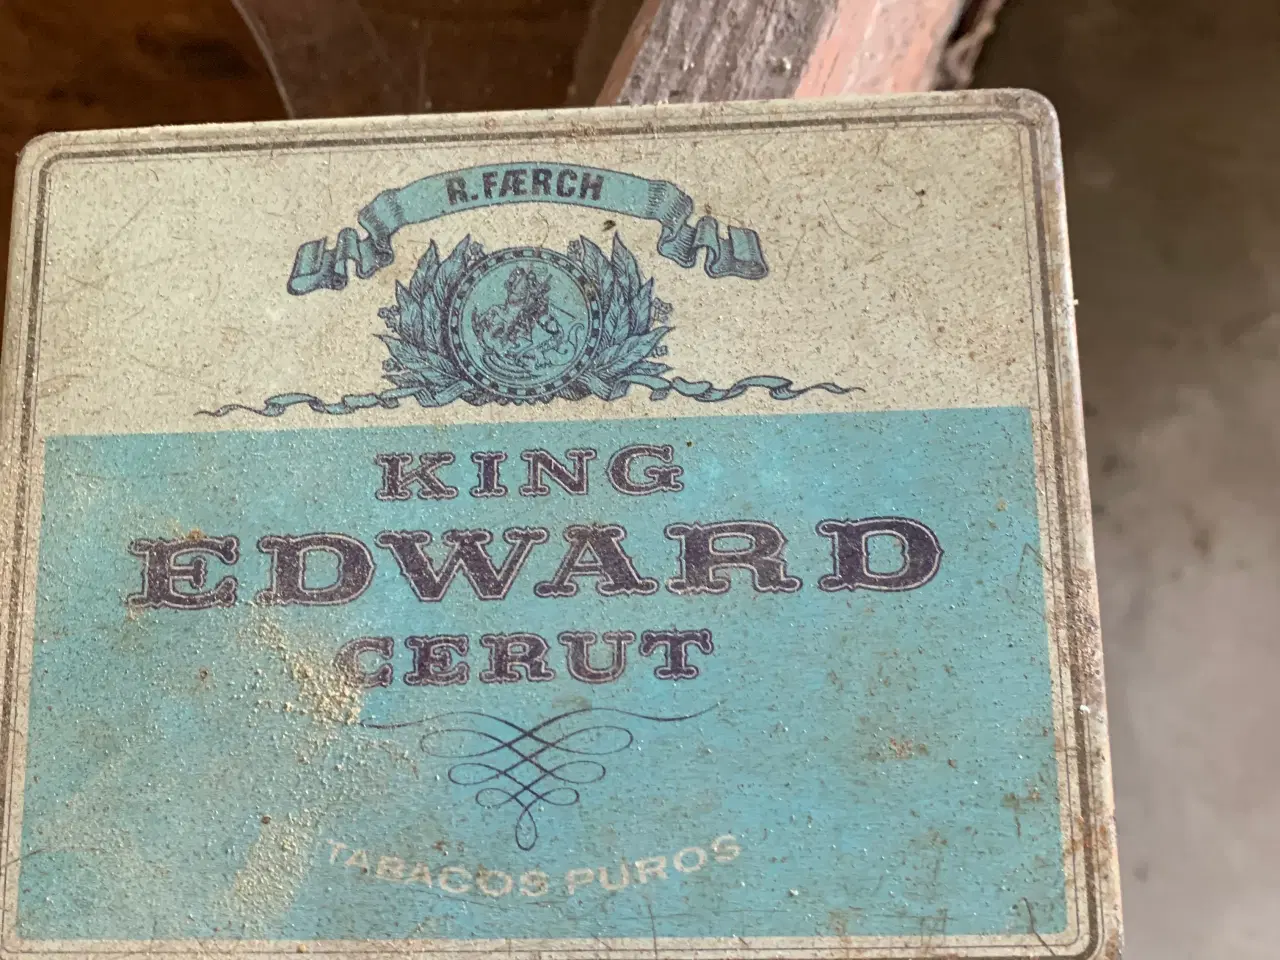 R. FÆRCH
KING
EDWARD
CERUT
TABACOS PUROS